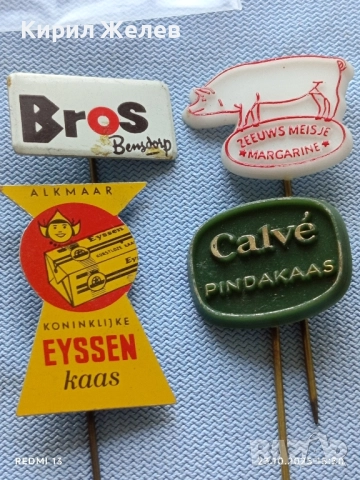 Кирил Желев
Bros
Bensdorp
ZEEUWS MEISJE
MARGARINE
ALKMAAR
Eyssen
KONINKLIJKE
EYSSEN
kaas
Calvé
PINDAKAAS
REDMI 13